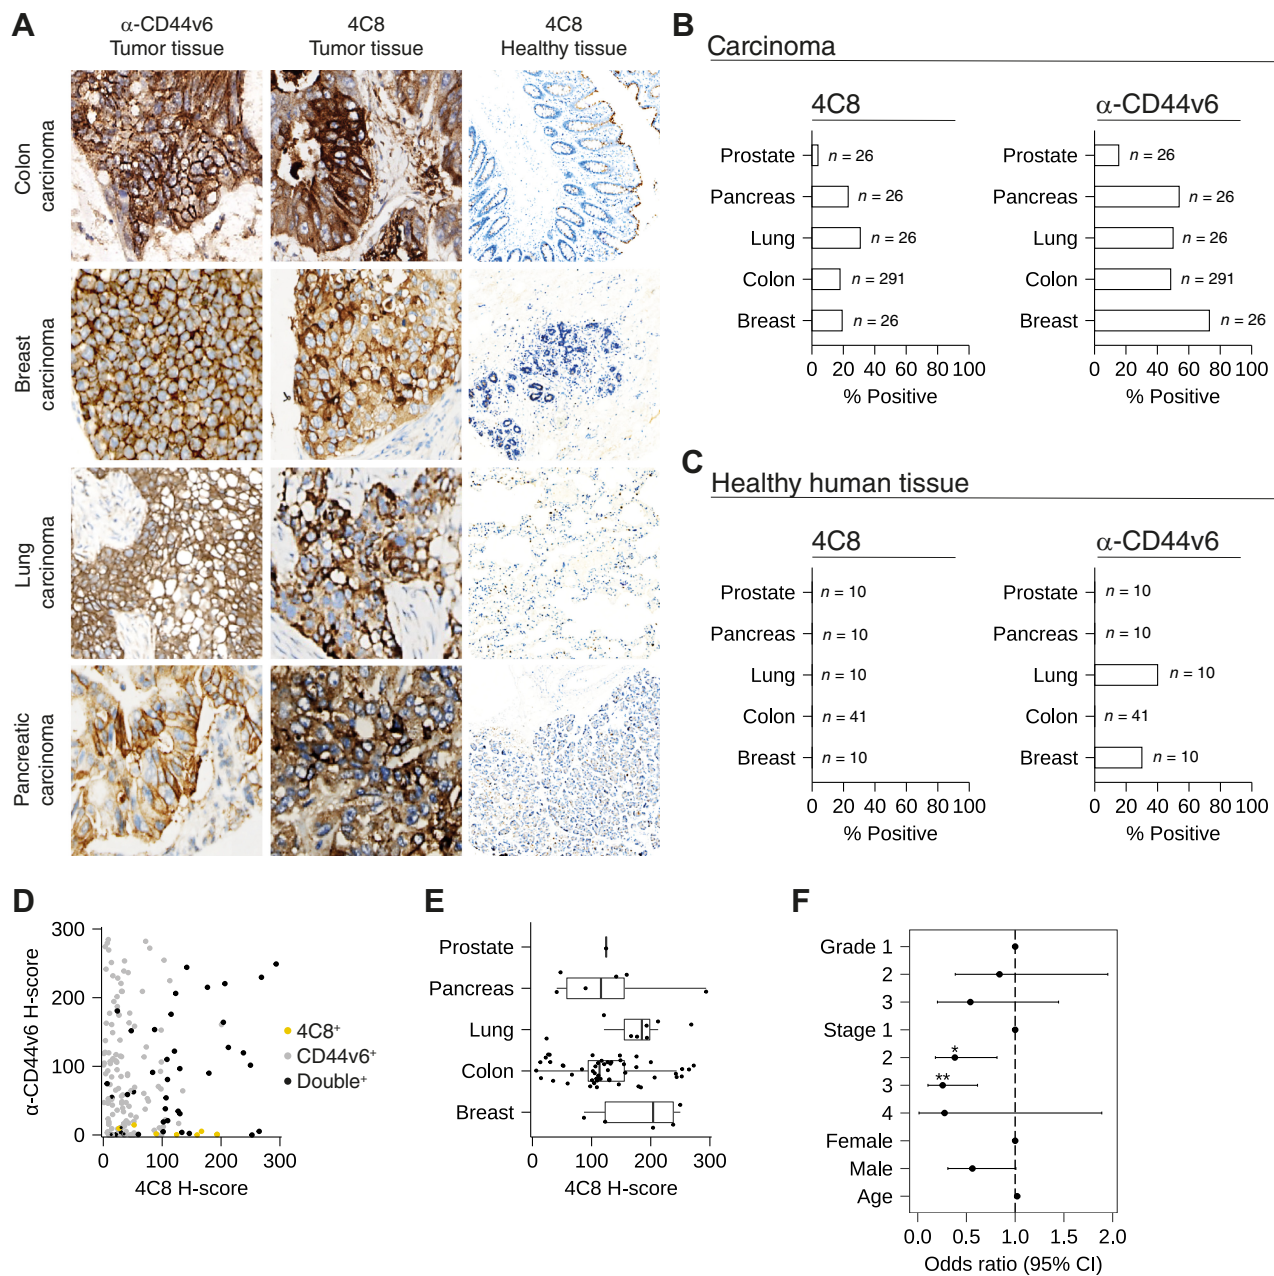 A
α-CD44v6
Tumor tissue
4C8
Tumor tissue
4C8
Healthy tissue
Colon
carcinoma
Breast
carcinoma
Lung
carcinoma
Pancreatic
carcinoma
B
Carcinoma
4C8
Prostate n = 26
Pancreas n = 26
Lung n = 26
Colon n = 291
Breast n = 26
0 20 40 60 80 100
% Positive
α-CD44v6
Prostate n = 26
Pancreas n = 26
Lung n = 26
Colon n = 291
Breast n = 26
0 20 40 60 80 100
% Positive
C
Healthy human tissue
4C8
Prostate n = 10
Pancreas n = 10
Lung n = 10
Colon n = 41
Breast n = 10
0 20 40 60 80 100
% Positive
α-CD44v6
Prostate n = 10
Pancreas n = 10
Lung n = 10
Colon n = 41
Breast n = 10
0 20 40 60 80 100
% Positive
D
α-CD44v6 H-score
300
200
100
0
0 100 200 300
4C8 H-score
4C8+
CD44v6+
Double+
E
Prostate
Pancreas
Lung
Colon
Breast
0 100 200 300
4C8 H-score
F
Grade 1
2
3
Stage 1
2 *
3 **
4
Female
Male
Age
0.0 0.5 1.0 1.5 2.0
Odds ratio (95% CI)